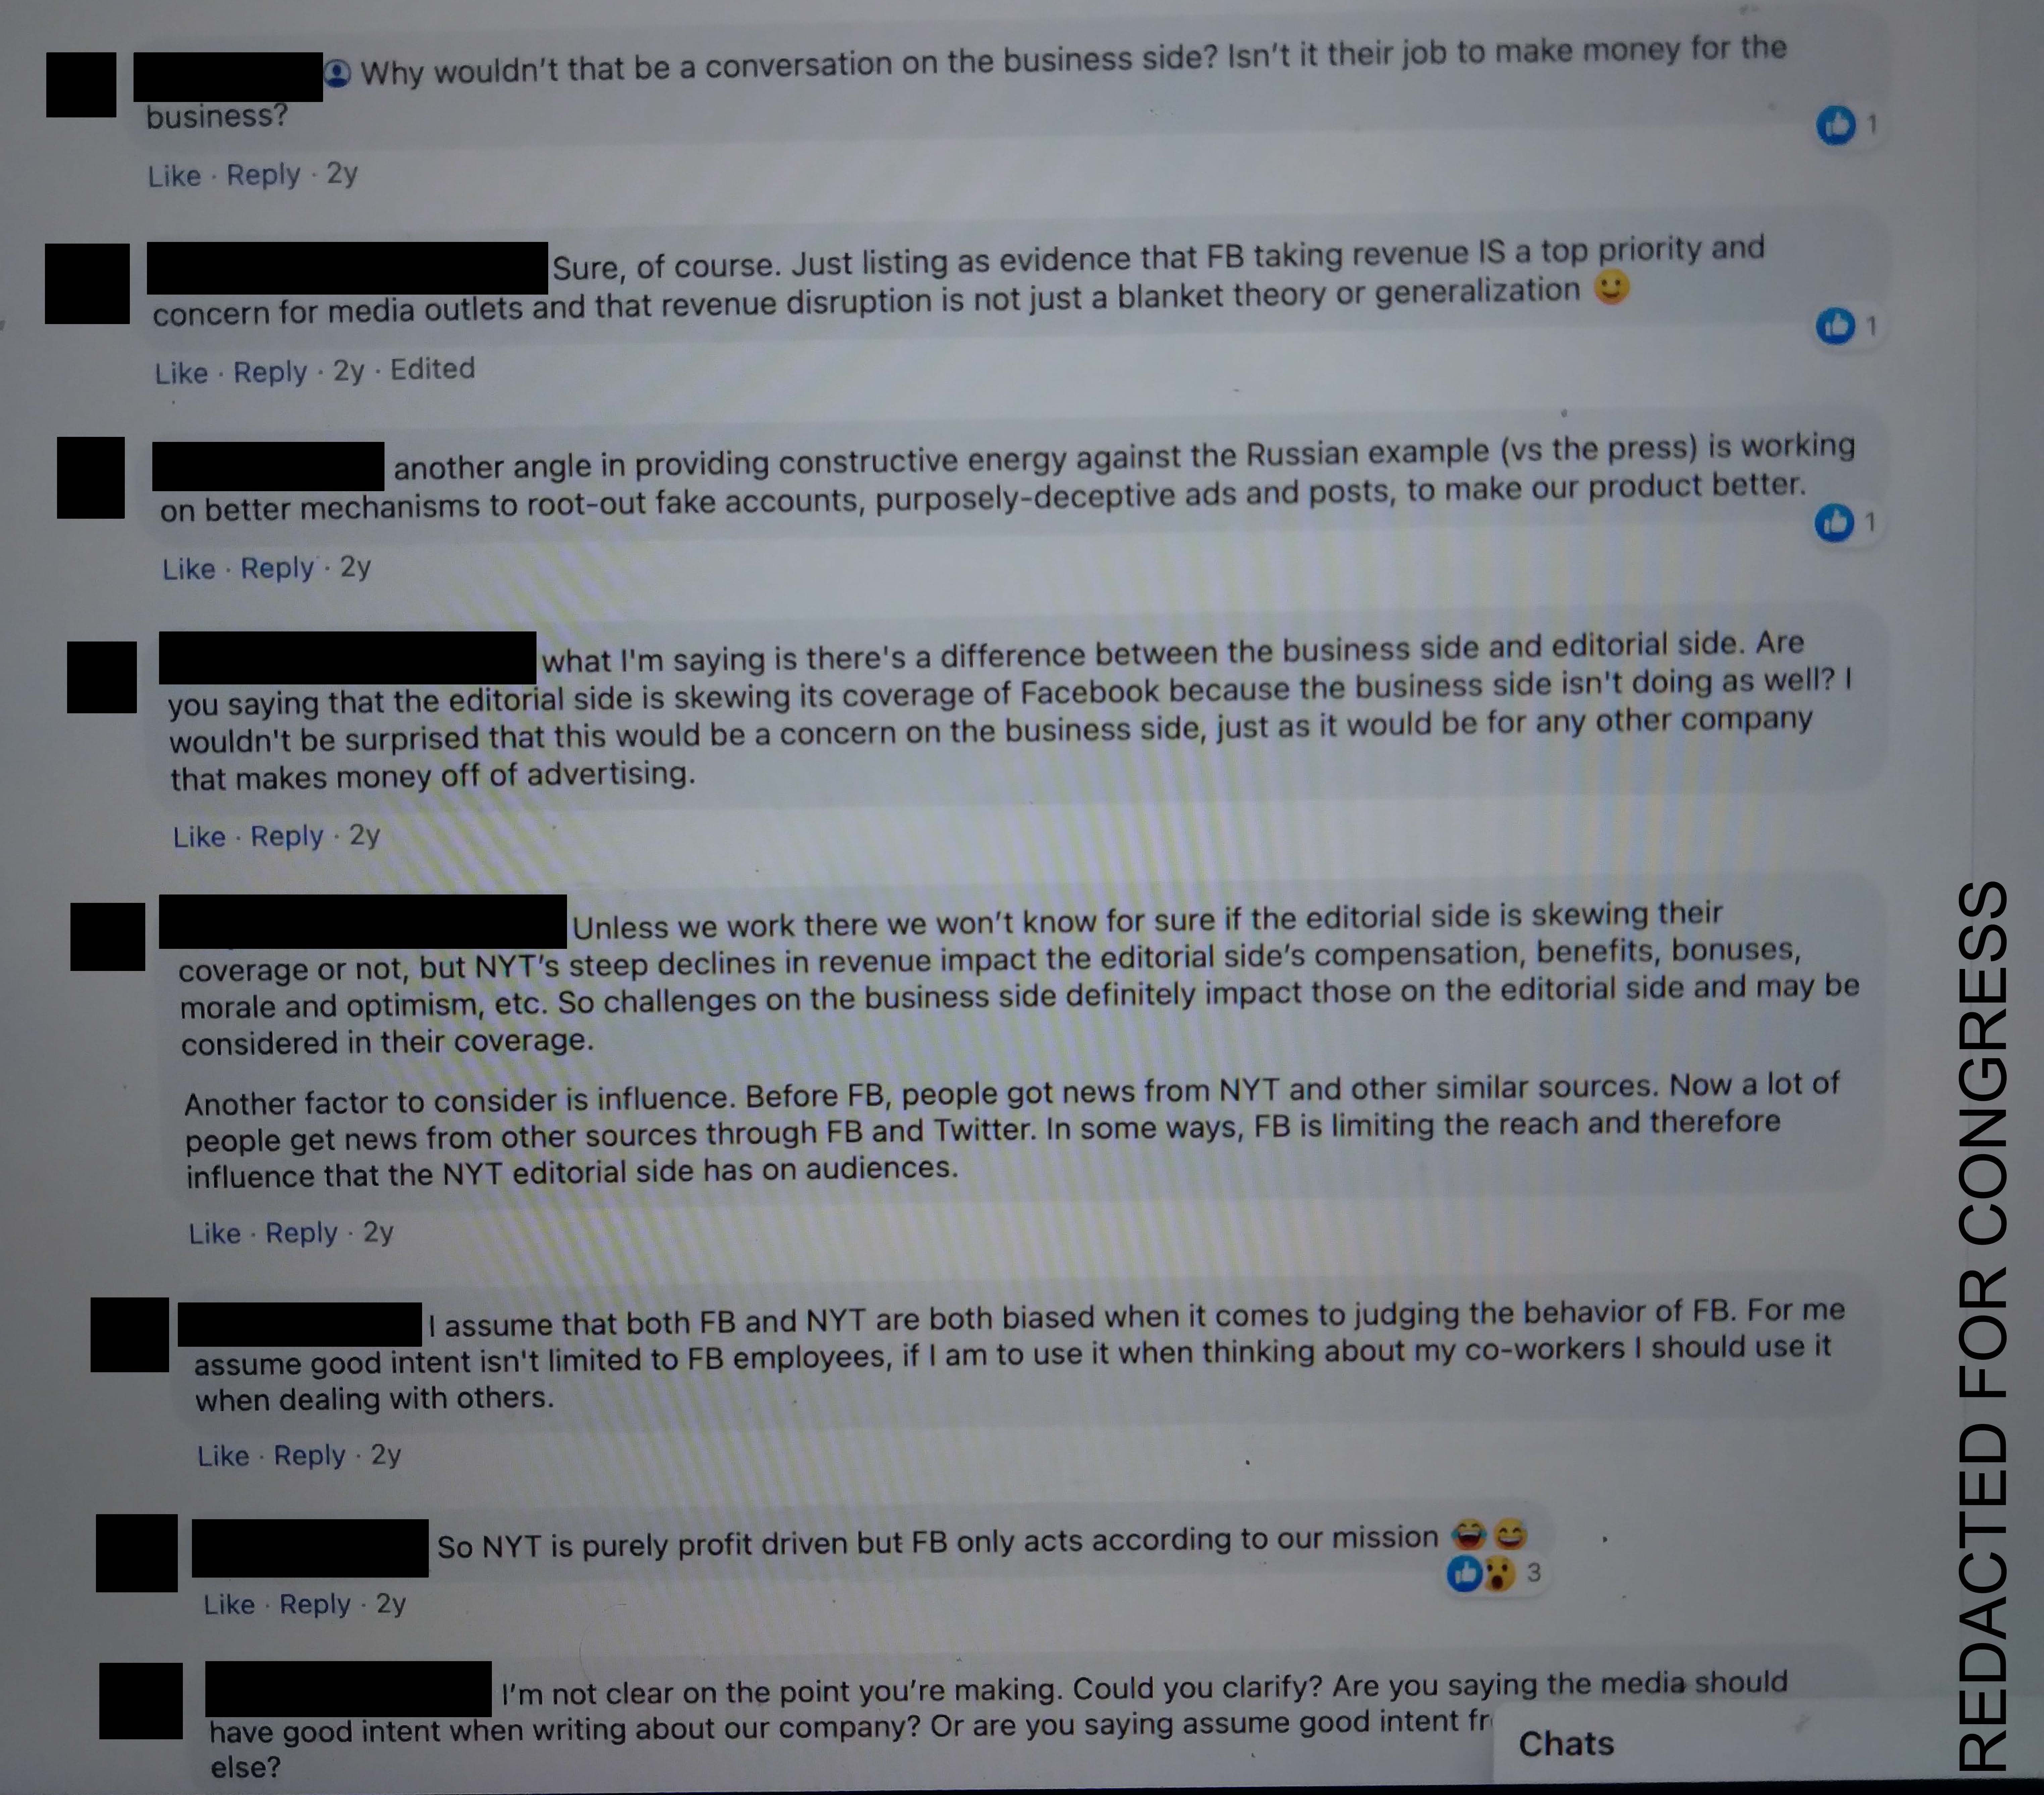 Why wouldn't that be a conversation on the business side? Isn't it their job to make money for the
business?
1
Like · Reply · 2y
Sure, of course. Just listing as evidence that FB taking revenue IS a top priority and
concern for media outlets and that revenue disruption is not just a blanket theory or generalization 🙂
1
Like · Reply · 2y · Edited
another angle in providing constructive energy against the Russian example (vs the press) is working
on better mechanisms to root-out fake accounts, purposely-deceptive ads and posts, to make our product better.
1
Like · Reply · 2y
what I'm saying is there's a difference between the business side and editorial side. Are
you saying that the editorial side is skewing its coverage of Facebook because the business side isn't doing as well? I
wouldn't be surprised that this would be a concern on the business side, just as it would be for any other company
that makes money off of advertising.
Like · Reply · 2y
Unless we work there we won't know for sure if the editorial side is skewing their
coverage or not, but NYT's steep declines in revenue impact the editorial side's compensation, benefits, bonuses,
morale and optimism, etc. So challenges on the business side definitely impact those on the editorial side and may be
considered in their coverage.
Another factor to consider is influence. Before FB, people got news from NYT and other similar sources. Now a lot of
people get news from other sources through FB and Twitter. In some ways, FB is limiting the reach and therefore
influence that the NYT editorial side has on audiences.
Like · Reply · 2y
I assume that both FB and NYT are both biased when it comes to judging the behavior of FB. For me
assume good intent isn't limited to FB employees, if I am to use it when thinking about my co-workers I should use it
when dealing with others.
Like · Reply · 2y
So NYT is purely profit driven but FB only acts according to our mission 😂😄
3
Like · Reply · 2y
I'm not clear on the point you're making. Could you clarify? Are you saying the media should
have good intent when writing about our company? Or are you saying assume good intent
else?
Chats
REDACTED FOR CONGRESS